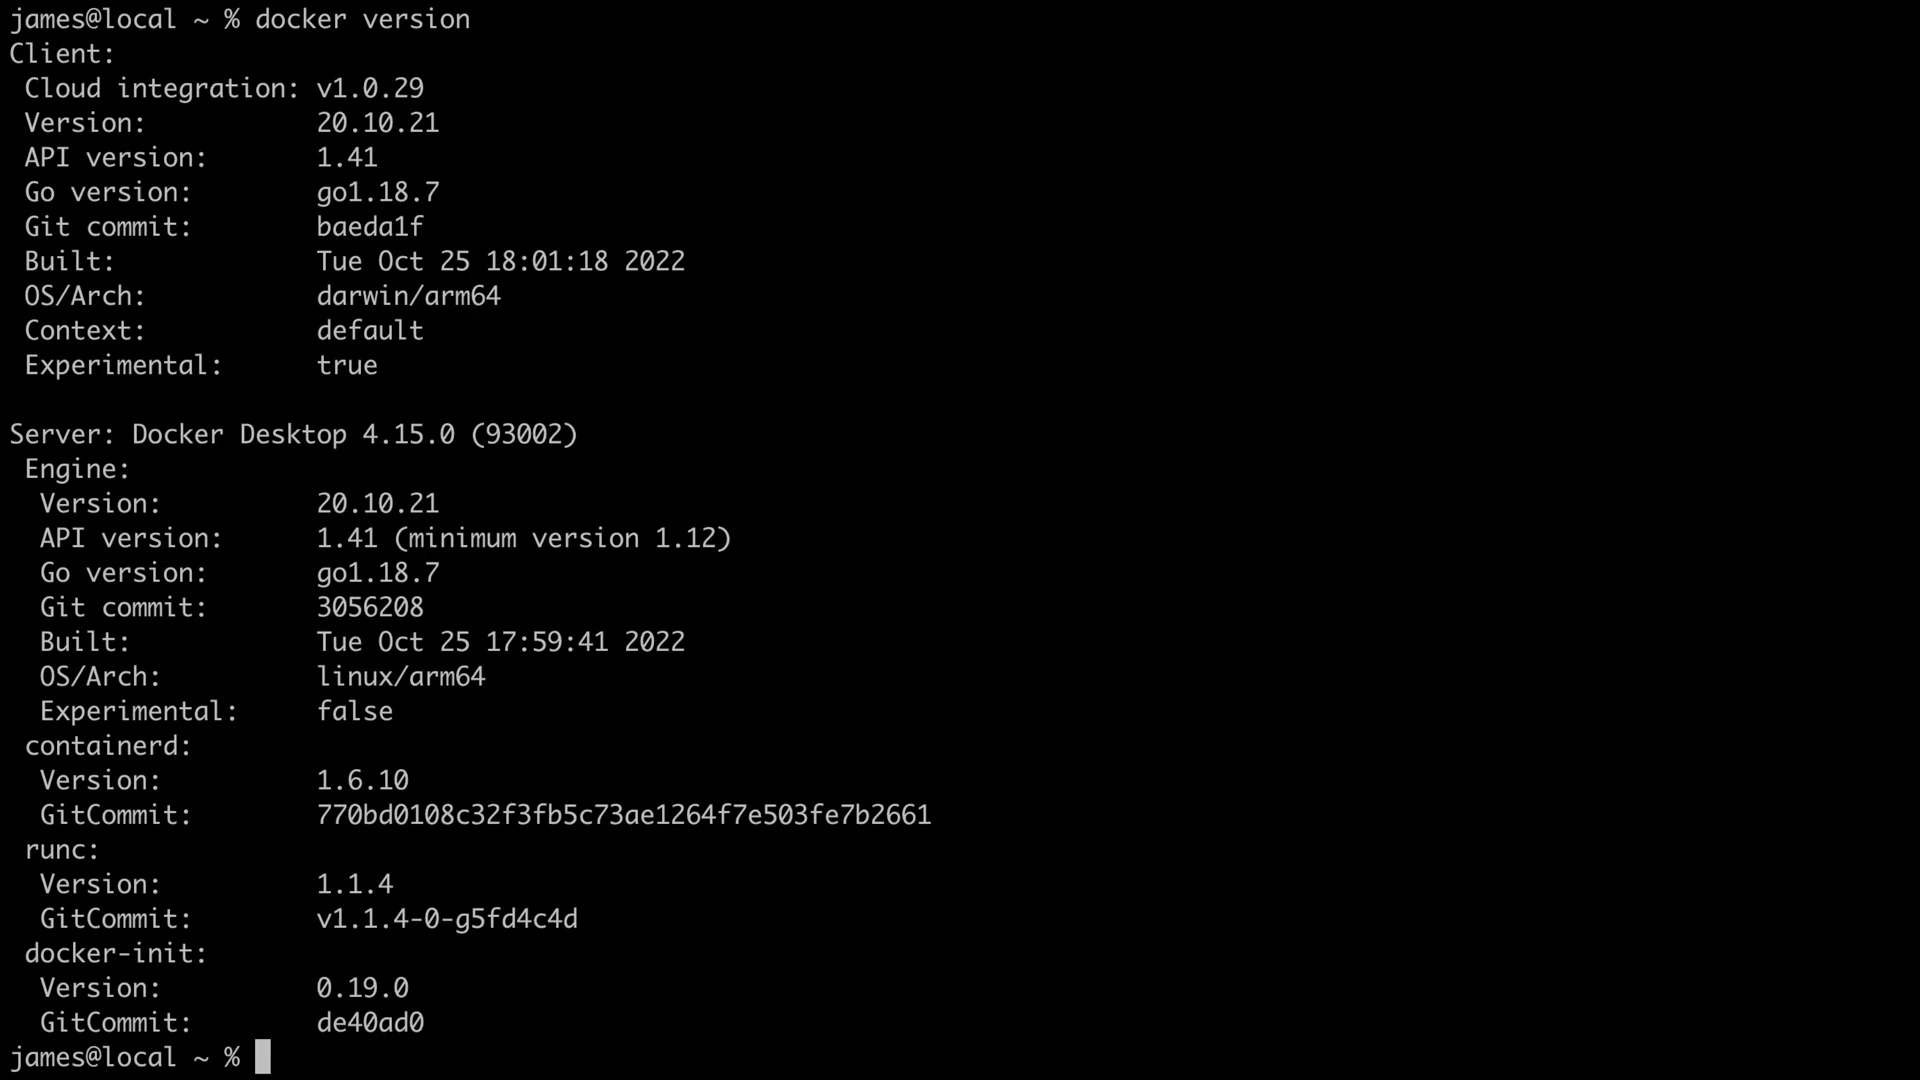 james@local ~ % docker version
Client:
 Cloud integration: v1.0.29
 Version:           20.10.21
 API version:       1.41
 Go version:        go1.18.7
 Git commit:        baeda1f
 Built:             Tue Oct 25 18:01:18 2022
 OS/Arch:           darwin/arm64
 Context:           default
 Experimental:      true

Server: Docker Desktop 4.15.0 (93002)
 Engine:
  Version:          20.10.21
  API version:      1.41 (minimum version 1.12)
  Go version:       go1.18.7
  Git commit:       3056208
  Built:            Tue Oct 25 17:59:41 2022
  OS/Arch:          linux/arm64
  Experimental:     false
 containerd:
  Version:          1.6.10
  GitCommit:        770bd0108c32f3fb5c73ae1264f7e503fe7b2661
 runc:
  Version:          1.1.4
  GitCommit:        v1.1.4-0-g5fd4c4d
 docker-init:
  Version:          0.19.0
  GitCommit:        de40ad0
james@local ~ %